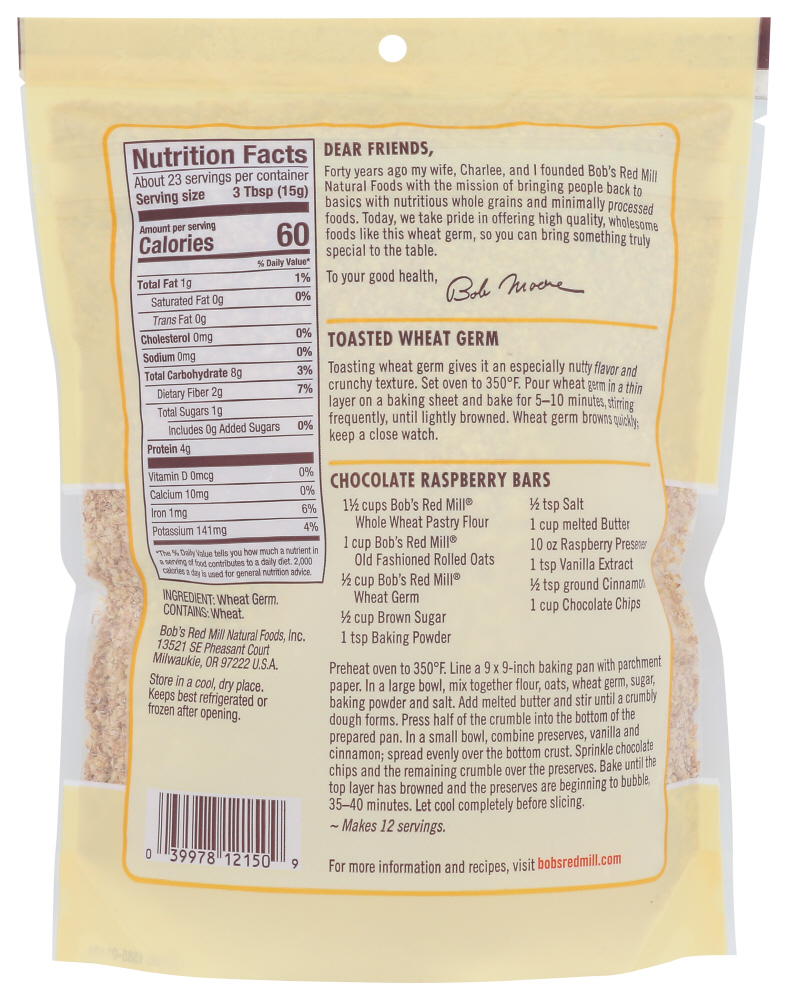 Nutrition Facts
About 23 servings per container
Serving size 3 Tbsp (15g)
Amount per serving
Calories 60
% Daily Value*
Total Fat 1g 1%
Saturated Fat 0g 0%
Trans Fat 0g
Cholesterol 0mg 0%
Sodium 0mg 0%
Total Carbohydrate 8g 3%
Dietary Fiber 2g 7%
Total Sugars 1g
Includes 0g Added Sugars 0%
Protein 4g
Vitamin D 0mcg 0%
Calcium 10mg 0%
Iron 1mg 6%
Potassium 141mg 4%
*The % Daily Value tells you how much a nutrient in
a serving of food contributes to a daily diet. 2,000
calories a day is used for general nutrition advice.
INGREDIENT: Wheat Germ.
CONTAINS: Wheat.
Bob's Red Mill Natural Foods, Inc.
13521 SE Pheasant Court
Milwaukie, OR 97222 U.S.A.
Store in a cool, dry place.
Keeps best refrigerated or
frozen after opening.
0 39978 12150 9
DEAR FRIENDS,
Forty years ago my wife, Charlee, and I founded Bob's Red Mill
Natural Foods with the mission of bringing people back to
basics with nutritious whole grains and minimally processed
foods. Today, we take pride in offering high quality, wholesome
foods like this wheat germ, so you can bring something truly
special to the table.
To your good health,
Bob Moore
TOASTED WHEAT GERM
Toasting wheat germ gives it an especially nutty flavor and
crunchy texture. Set oven to 350°F. Pour wheat germ in a thin
layer on a baking sheet and bake for 5–10 minutes, stirring
frequently, until lightly browned. Wheat germ browns quickly;
keep a close watch.
CHOCOLATE RASPBERRY BARS
1½ cups Bob's Red Mill®
Whole Wheat Pastry Flour
1 cup Bob's Red Mill®
Old Fashioned Rolled Oats
½ cup Bob's Red Mill®
Wheat Germ
½ cup Brown Sugar
1 tsp Baking Powder
½ tsp Salt
1 cup melted Butter
10 oz Raspberry Preserves
1 tsp Vanilla Extract
½ tsp ground Cinnamon
1 cup Chocolate Chips
Preheat oven to 350°F. Line a 9 x 9-inch baking pan with parchment
paper. In a large bowl, mix together flour, oats, wheat germ, sugar,
baking powder and salt. Add melted butter and stir until a crumbly
dough forms. Press half of the crumble into the bottom of the
prepared pan. In a small bowl, combine preserves, vanilla and
cinnamon; spread evenly over the bottom crust. Sprinkle chocolate
chips and the remaining crumble over the preserves. Bake until the
top layer has browned and the preserves are beginning to bubble,
35–40 minutes. Let cool completely before slicing.
~ Makes 12 servings.
For more information and recipes, visit bobsredmill.com